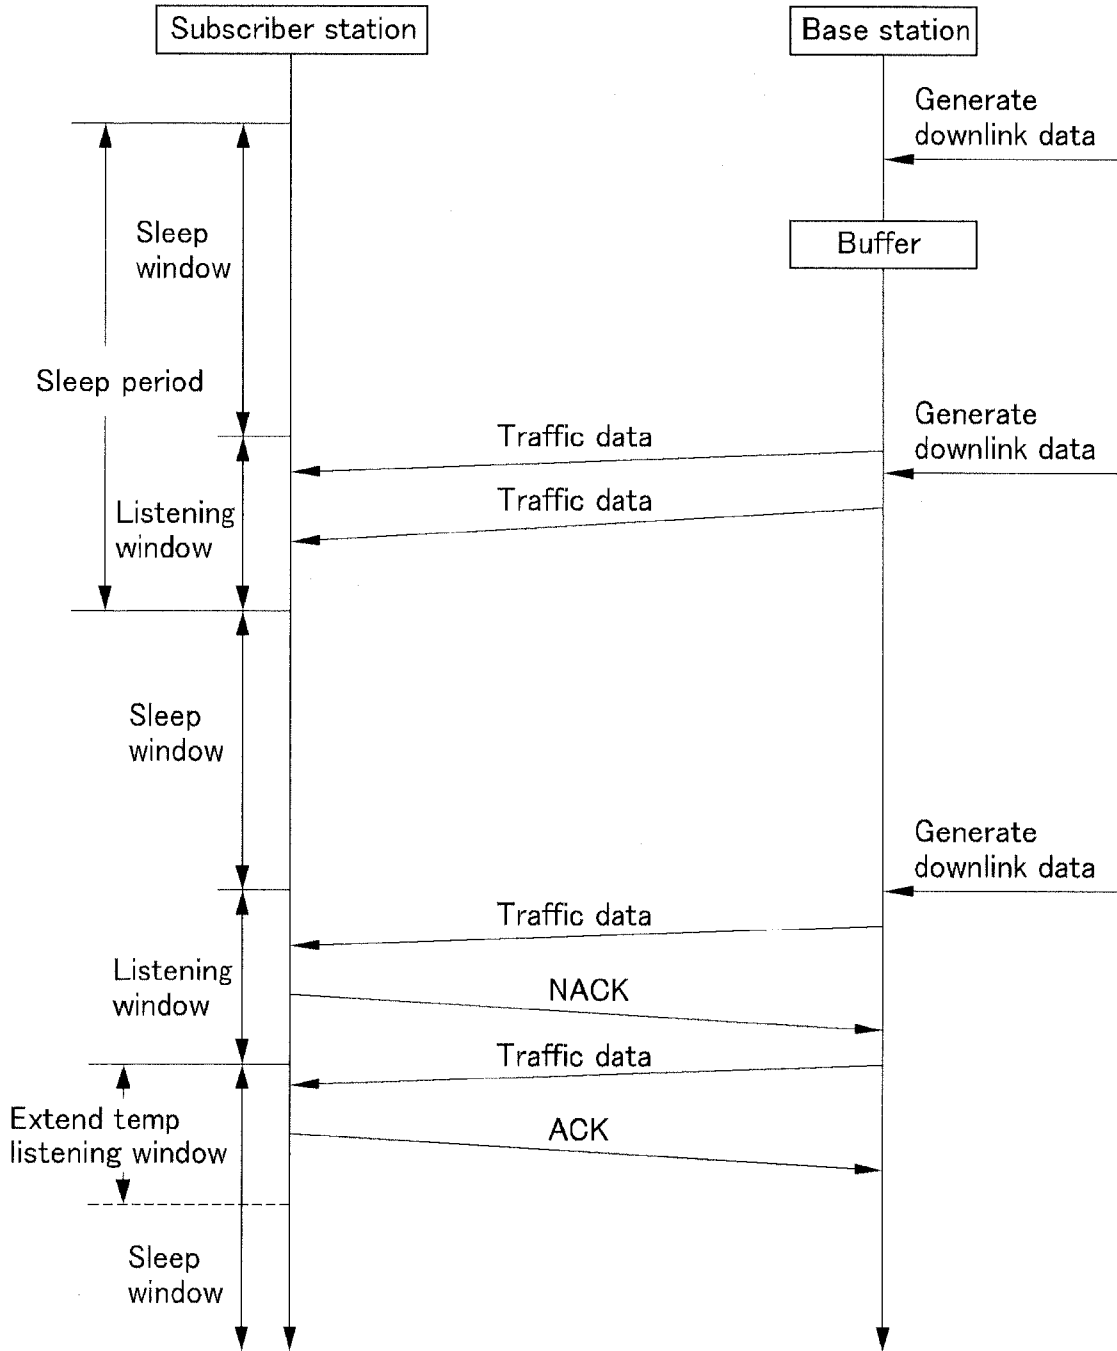 Subscriber station
Base station
Generate
downlink data
Sleep
window
Buffer
Sleep period
Generate
downlink data
Traffic data
Listening
window
Traffic data
Sleep
window
Generate
downlink data
Traffic data
Listening
window
NACK
Traffic data
Extend temp
listening window
ACK
Sleep
window